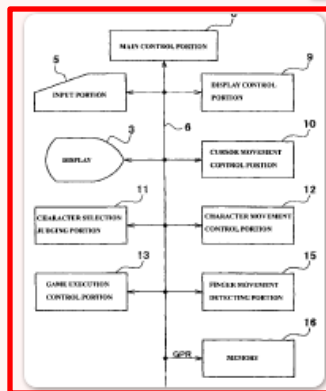 MAIN CONTROL PORTION
5
9
INPUT PORTION
DISPLAY CONTROL
PORTION
6
3
10
DISPLAY
CURSOR MOVEMENT
CONTROL PORTION
11
12
CHARACTER SELECTION
JUDGING PORTION
CHARACTER MOVEMENT
CONTROL PORTION
13
15
GAME EXECUTION
CONTROL PORTION
FINGER MOVEMENT
DETECTING PORTION
16
GPR
MEMORY